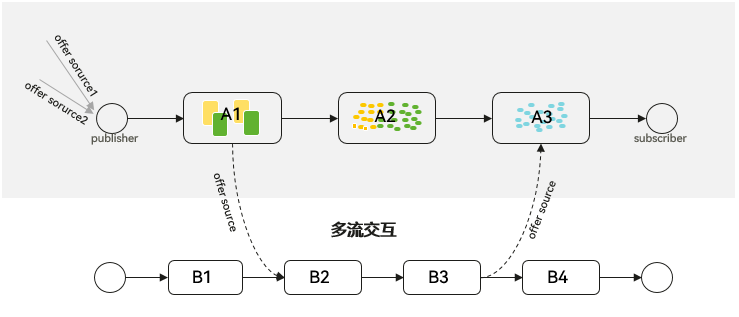 offer sorurce1
offer sorurce2
publisher
A1
A2
A3
subscriber
offer source
offer source
多流交互
B1
B2
B3
B4